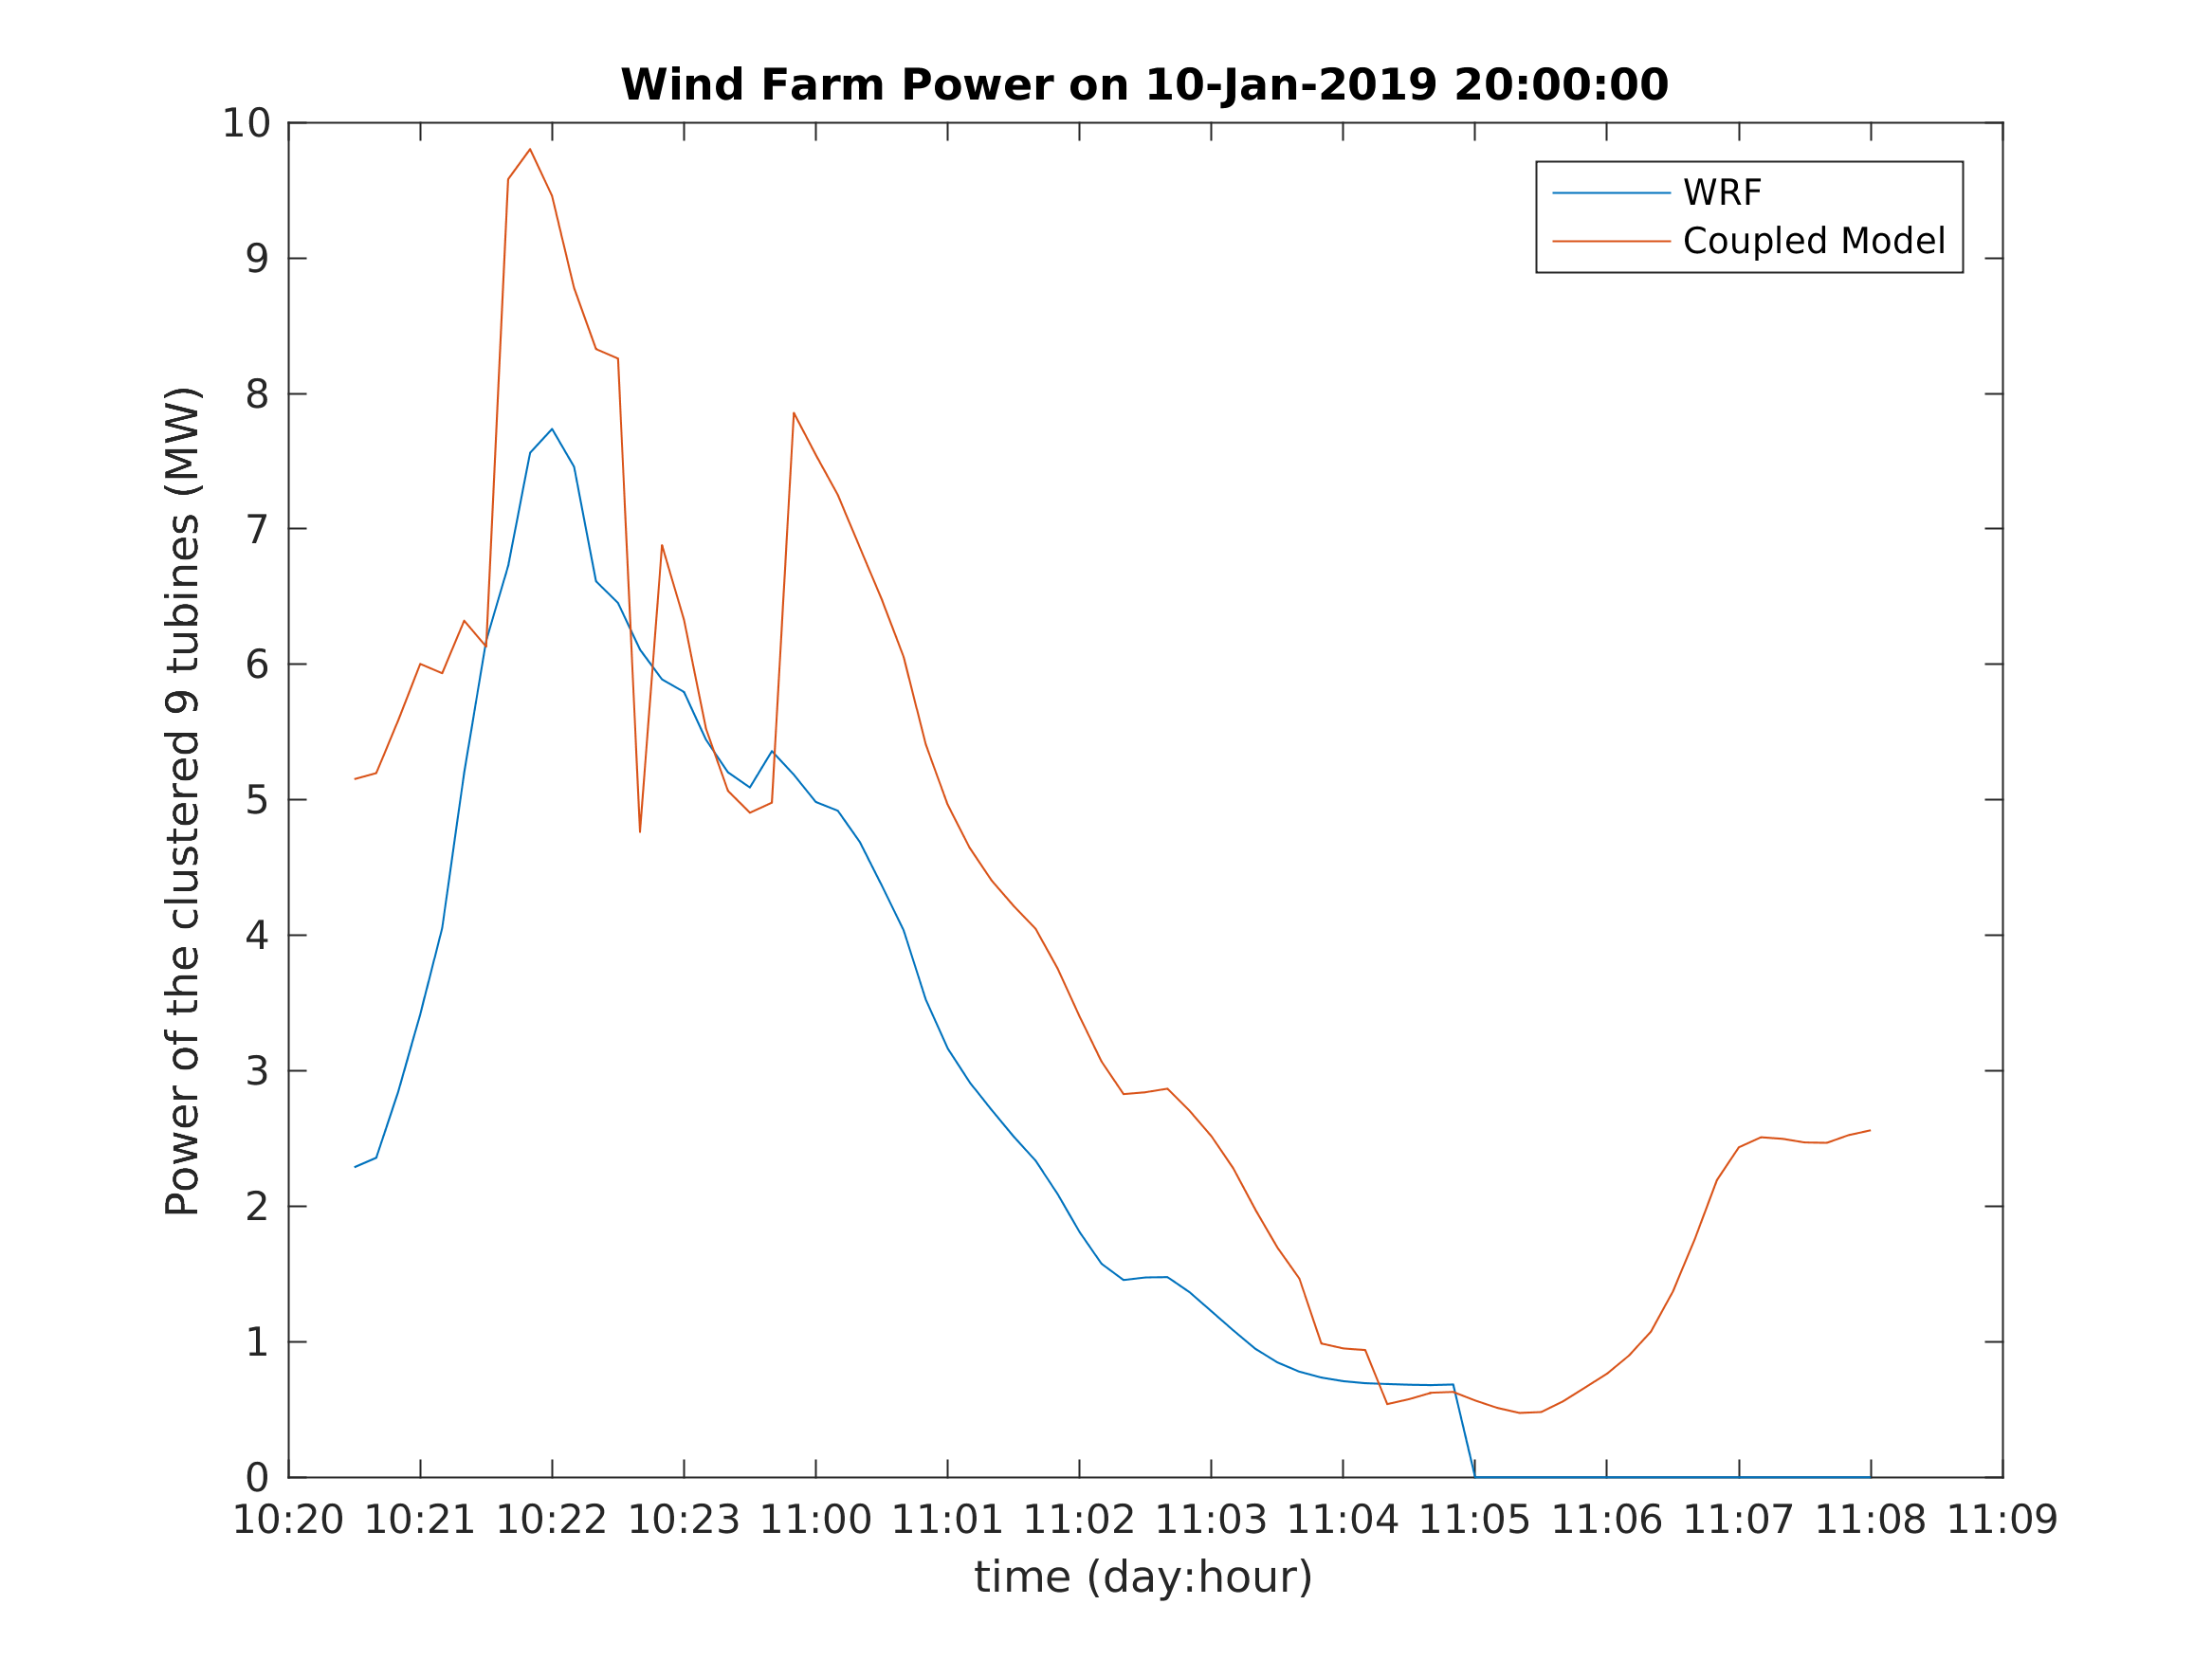 Wind Farm Power on 10-Jan-2019 20:00:00
WRF
Coupled Model
Power of the clustered 9 tubines (MW)
10
9
8
7
6
5
4
3
2
1
0
10:20 10:21 10:22 10:23 11:00 11:01 11:02 11:03 11:04 11:05 11:06 11:07 11:08 11:09
time (day:hour)